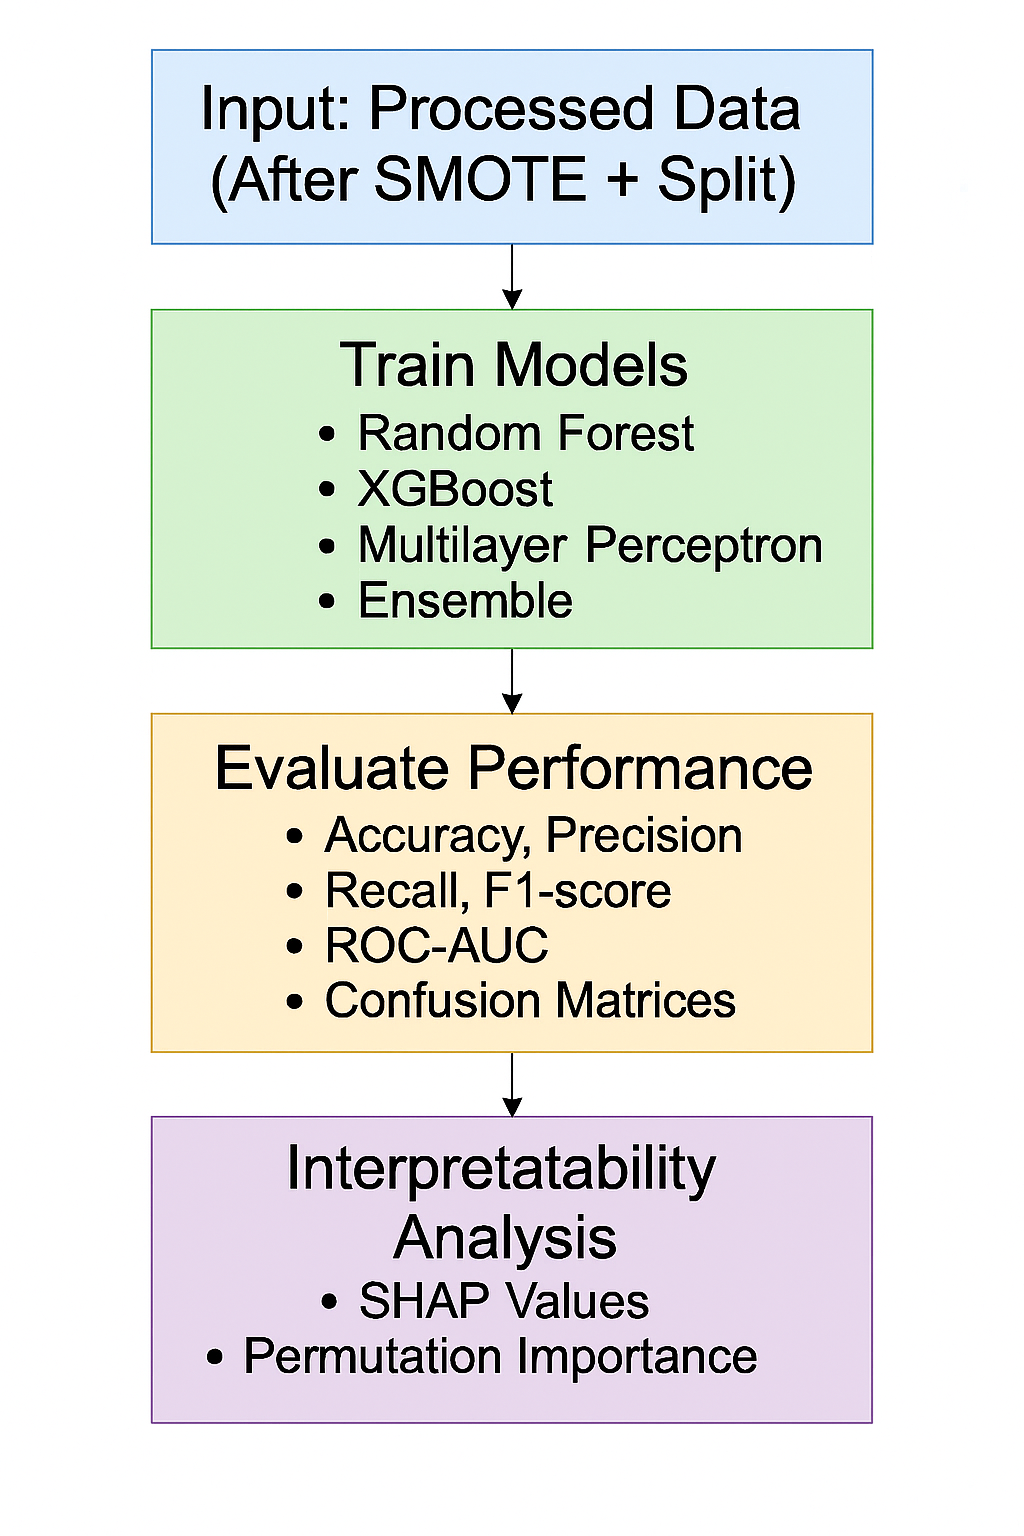 Input: Processed Data
(After SMOTE + Split)
Train Models
• Random Forest
• XGBoost
• Multilayer Perceptron
• Ensemble
Evaluate Performance
• Accuracy, Precision
• Recall, F1-score
• ROC-AUC
• Confusion Matrices
Interpretatability
Analysis
• SHAP Values
• Permutation Importance